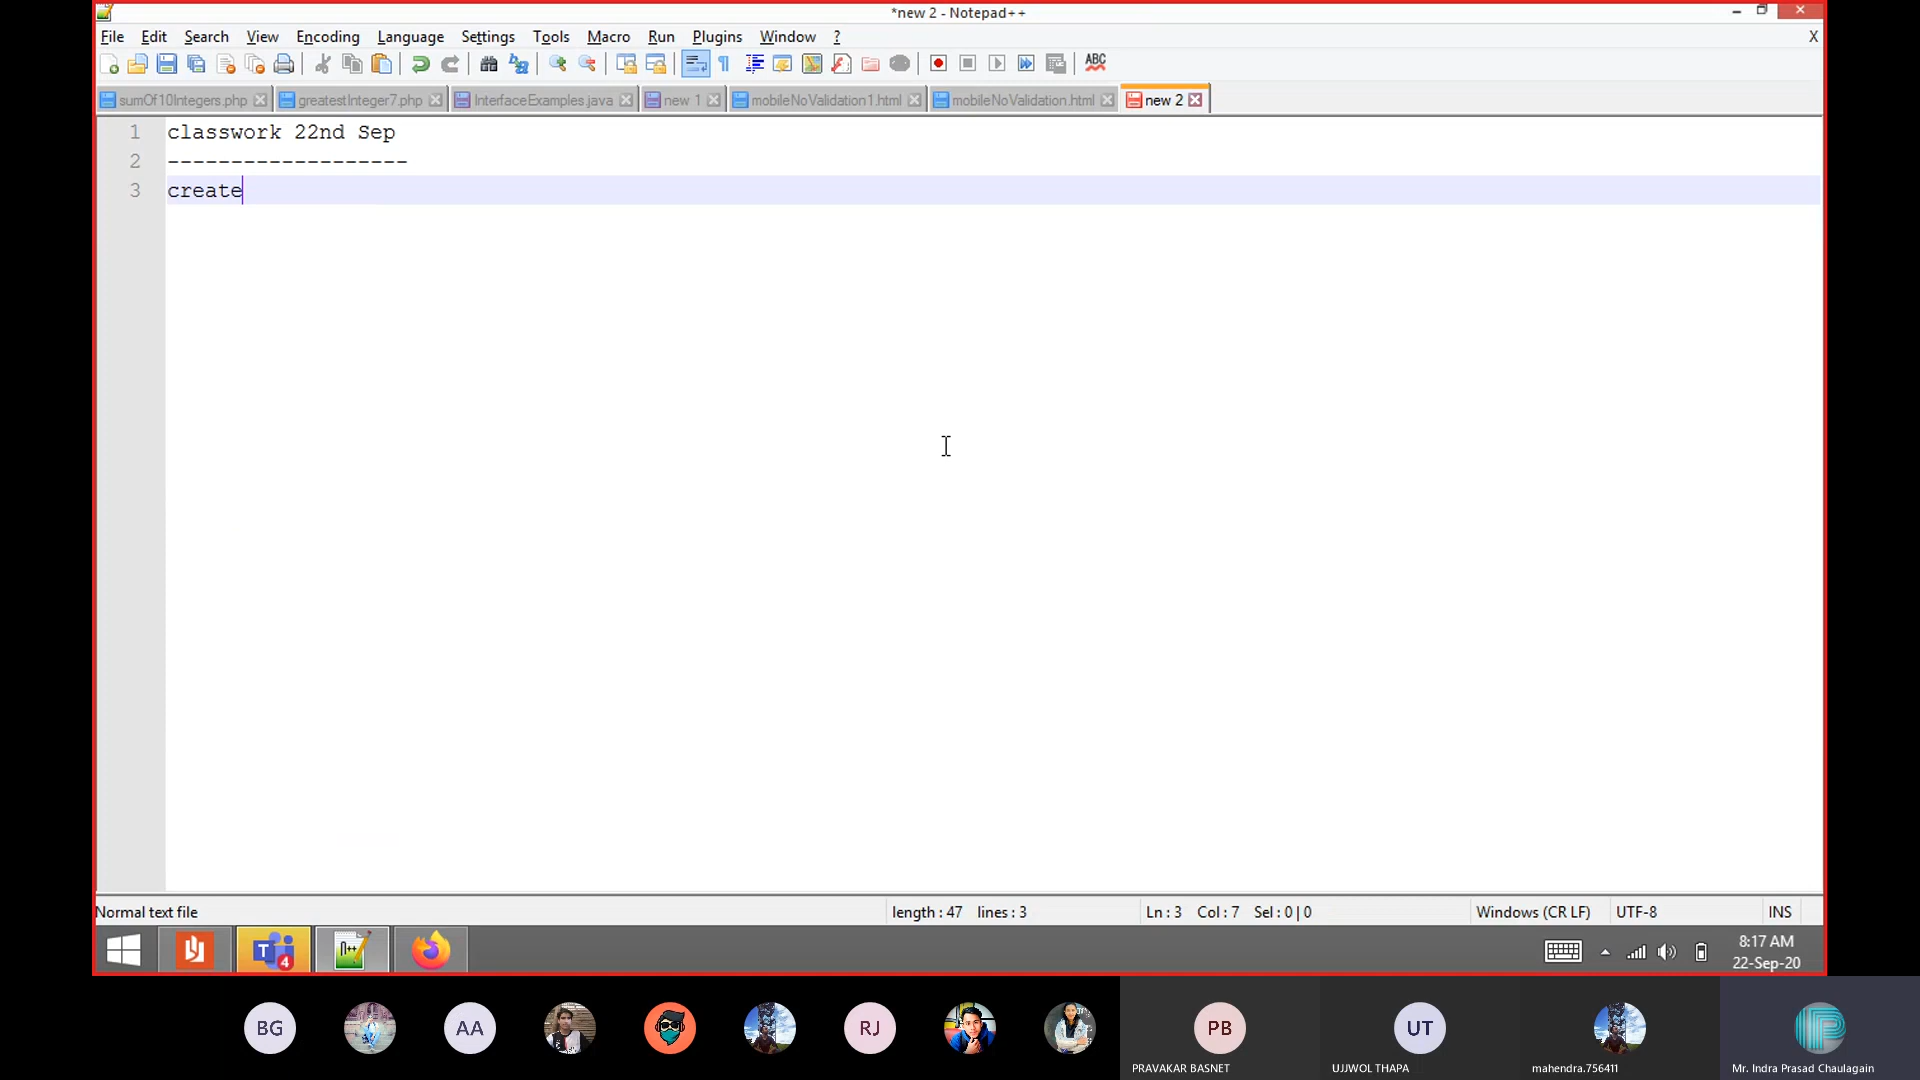 *new 2 - Notepad++
File Edit Search View Encoding Language Settings Tools Macro Run Plugins Window ? X
ABC
sumOf10Integers.php greatestInteger7.php InterfaceExamples.java new 1 mobileNoValidation1.html mobileNoValidation.html new 2
1 classwork 22nd Sep
2 -------------------
3 create
Normal text file length : 47 lines : 3 Ln : 3 Col : 7 Sel : 0 | 0 Windows (CR LF) UTF-8 INS
T 4 n++ 8:17 AM
22-Sep-20
BG AA RJ PB UT
PRAVAKAR BASNET UJJWOL THAPA mahendra.756411 Mr. Indra Prasad Chaulagain